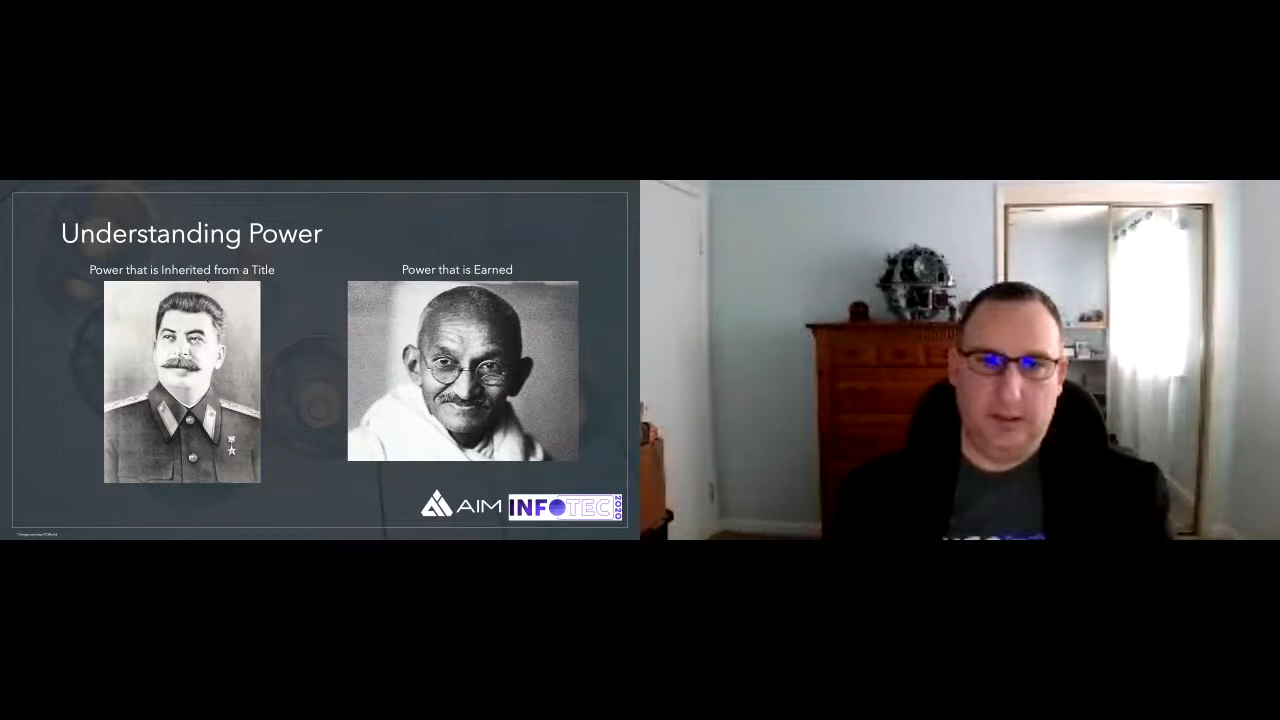 Understanding Power
Power that is Inherited from a Title
Power that is Earned
AIM
INFOTEC
2020